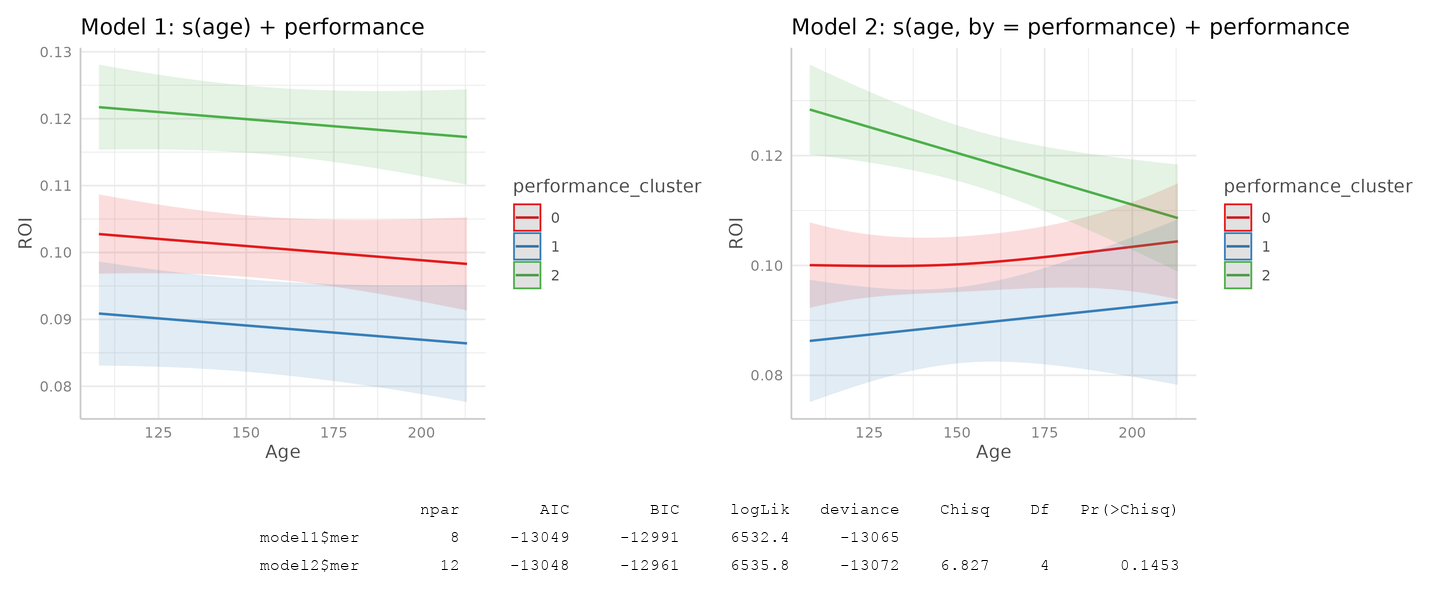 Model 1: s(age) + performance
0.13
0.12
0.11
0.10
0.09
0.08
ROI
125 150 175 200
Age
performance_cluster
0
1
2
Model 2: s(age, by = performance) + performance
0.12
0.10
0.08
ROI
125 150 175 200
Age
performance_cluster
0
1
2
npar AIC BIC logLik deviance Chisq Df Pr(>Chisq)
model1$mer 8 -13049 -12991 6532.4 -13065
model2$mer 12 -13048 -12961 6535.8 -13072 6.827 4 0.1453